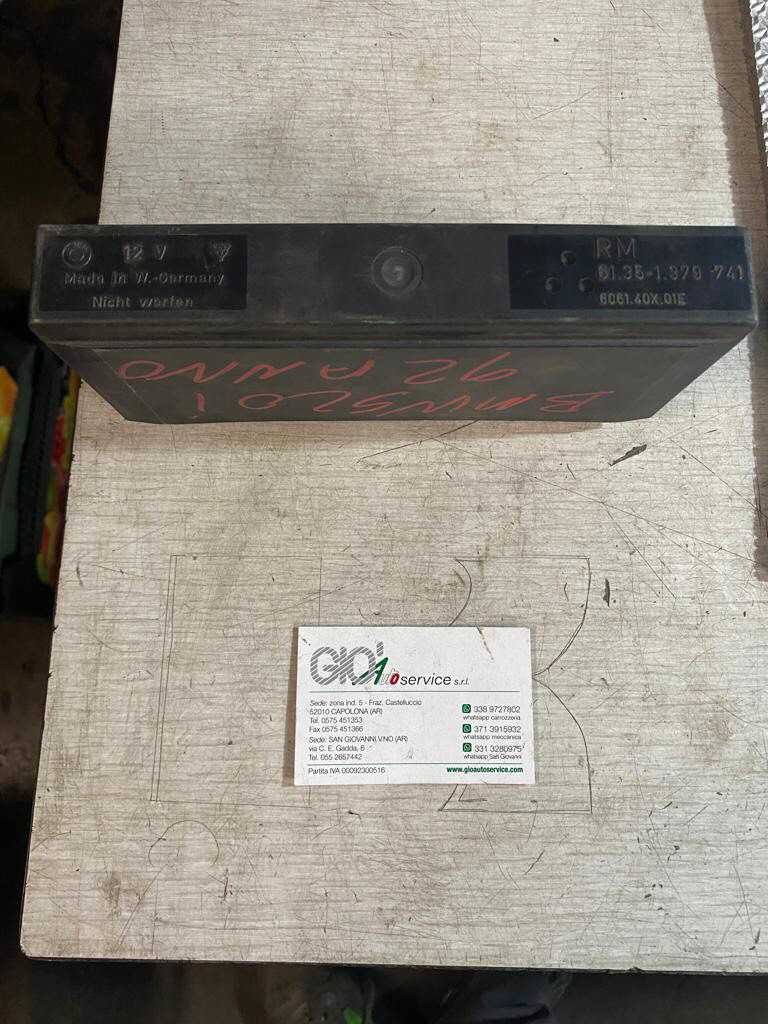 12 V
Made in W.-Germany
Nicht werfen
RM
61.35-1.379 741
6061.40X.01E
BMW520i
92 ANNO
GIO' Autoservice s.r.l.
Sede: zona ind. 5 - Fraz. Castelluccio
52010 CAPOLONA (AR)
Tel. 0575 451353
Fax 0575 451366
Sede: SAN GIOVANNI V.NO (AR)
via C. E. Gadda, 6
Tel. 055 2657442
Partita IVA 00092300516
338 9727802
whatsapp carrozzeria
371 3915932
whatsapp meccanica
331 3280975
whatsapp San Giovanni
www.gioautoservice.com